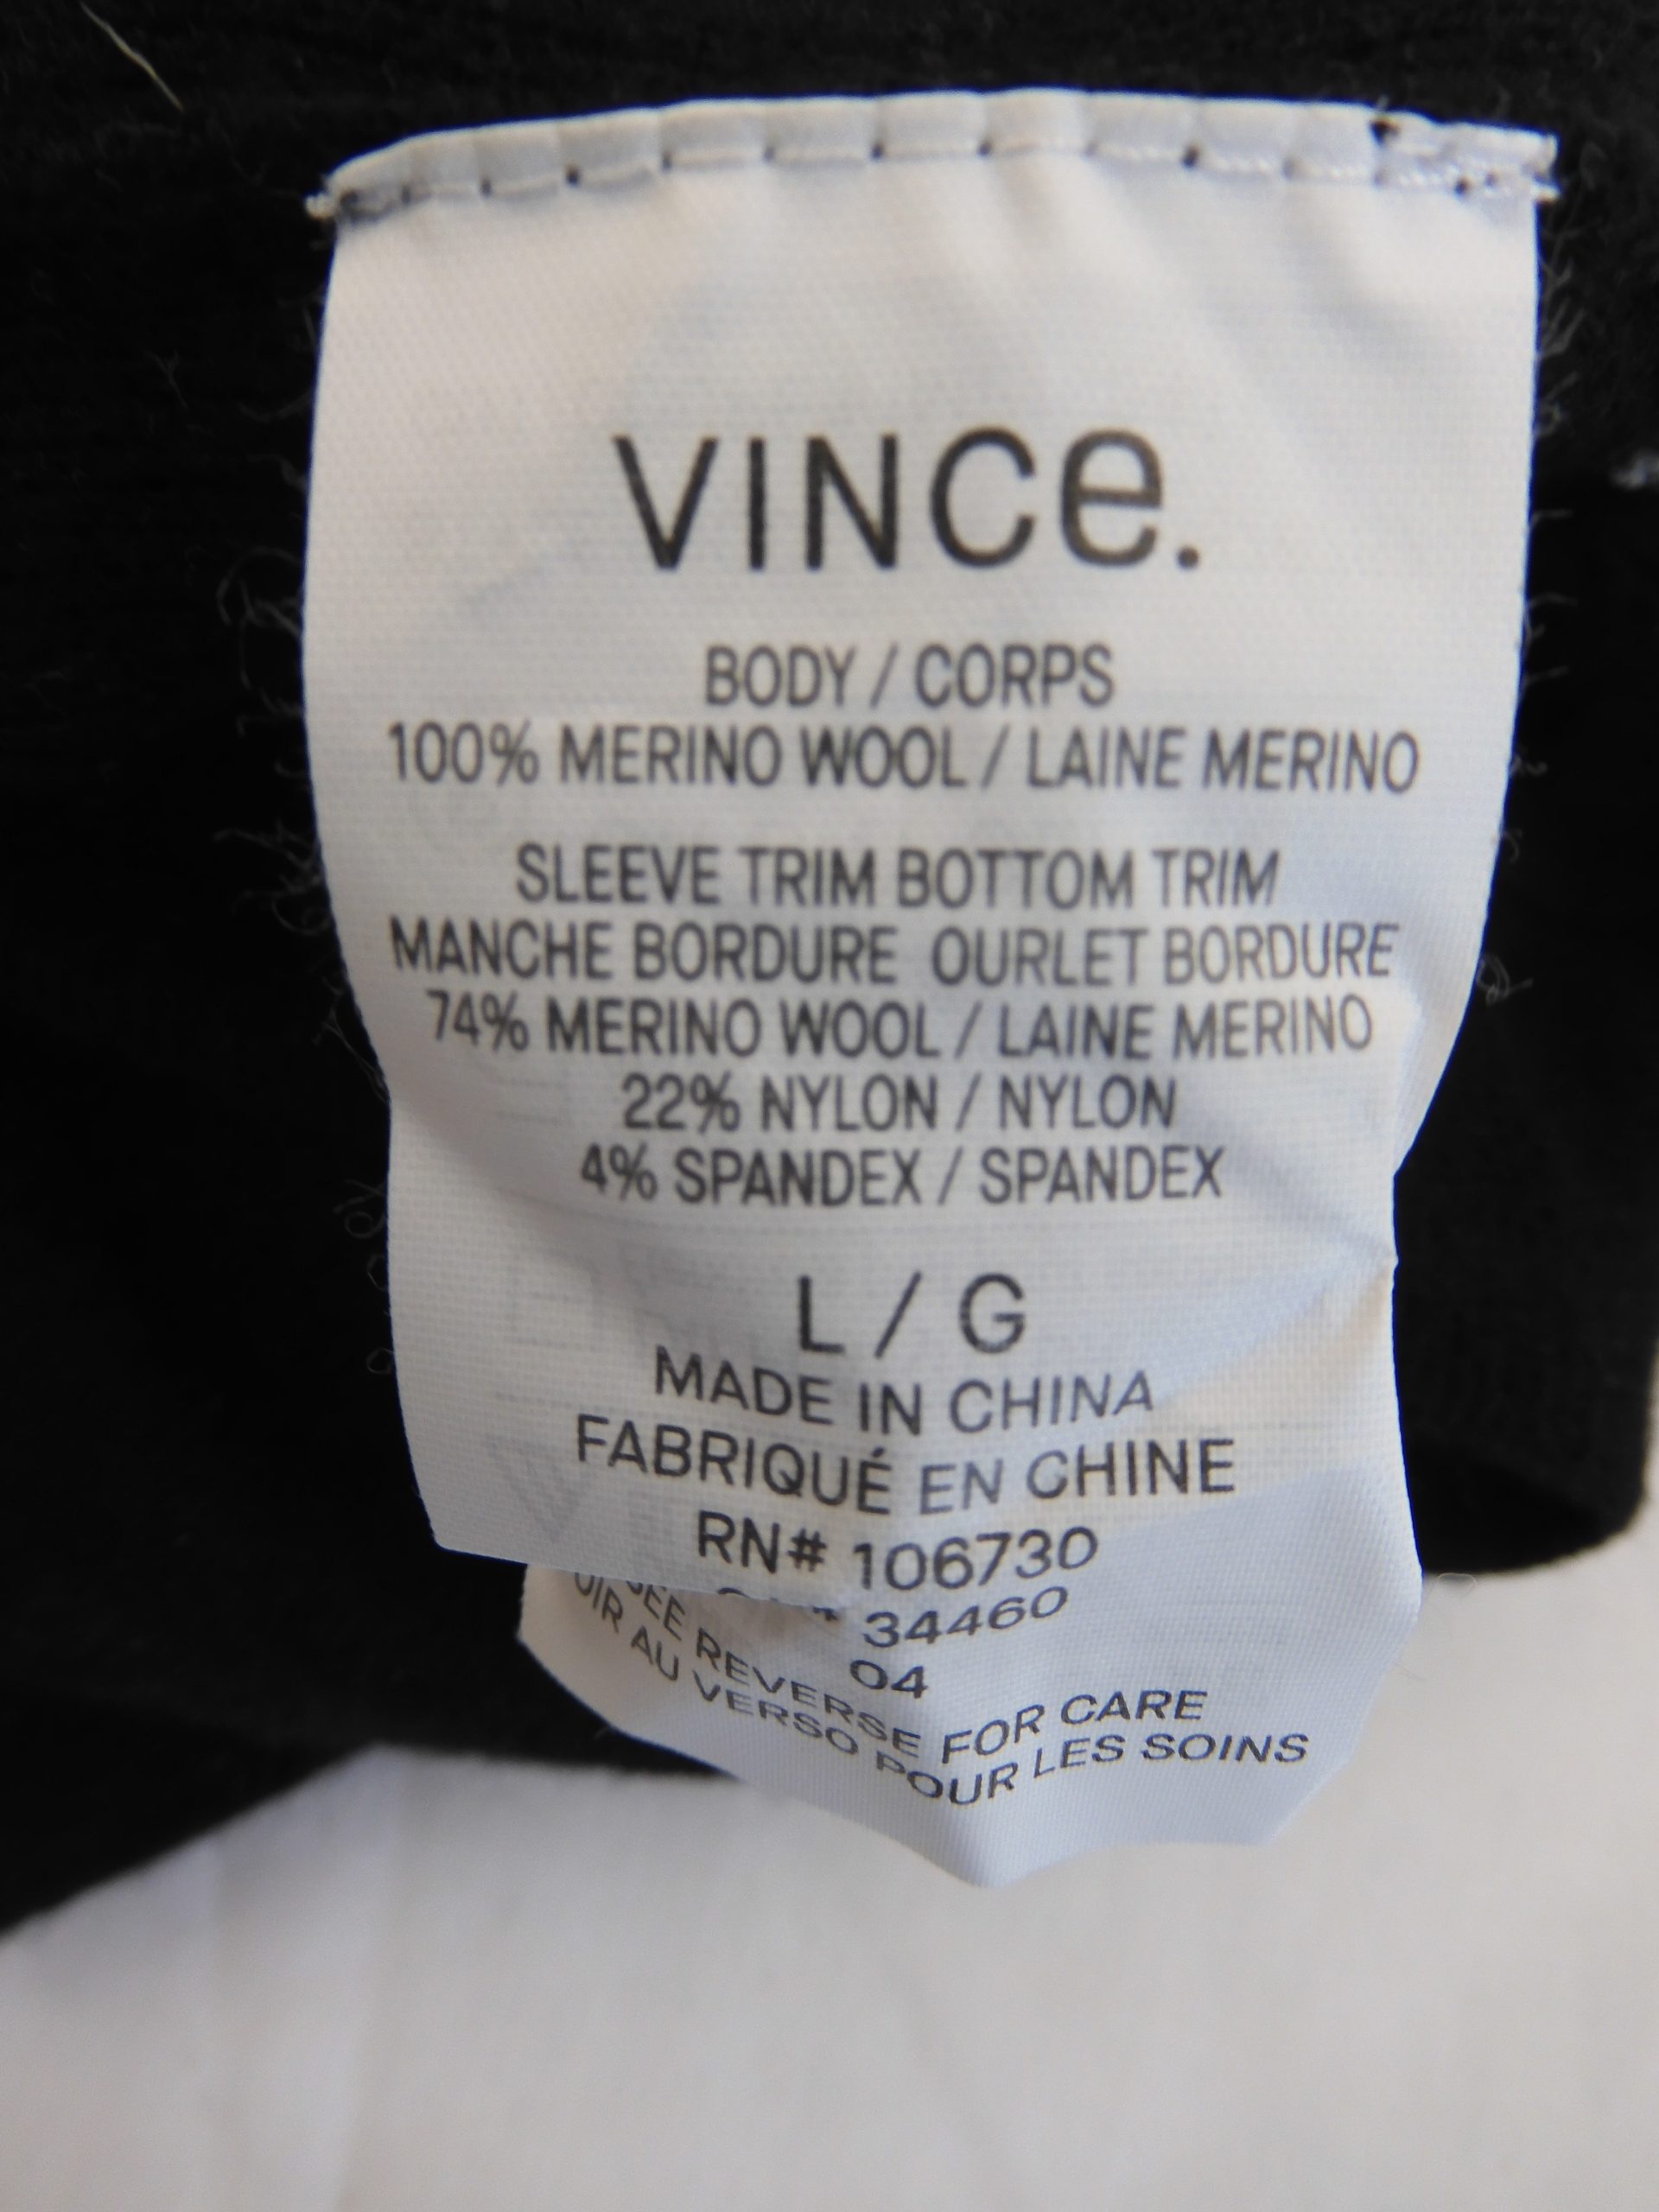 VINCe.
BODY / CORPS
100% MERINO WOOL / LAINE MERINO
SLEEVE TRIM BOTTOM TRIM
MANCHE BORDURE OURLET BORDURE
74% MERINO WOOL / LAINE MERINO
22% NYLON / NYLON
4% SPANDEX / SPANDEX
L / G
MADE IN CHINA
FABRIQUÉ EN CHINE
RN# 106730
34460
04
SEE REVERSE FOR CARE
AU VERSO POUR LES SOINS